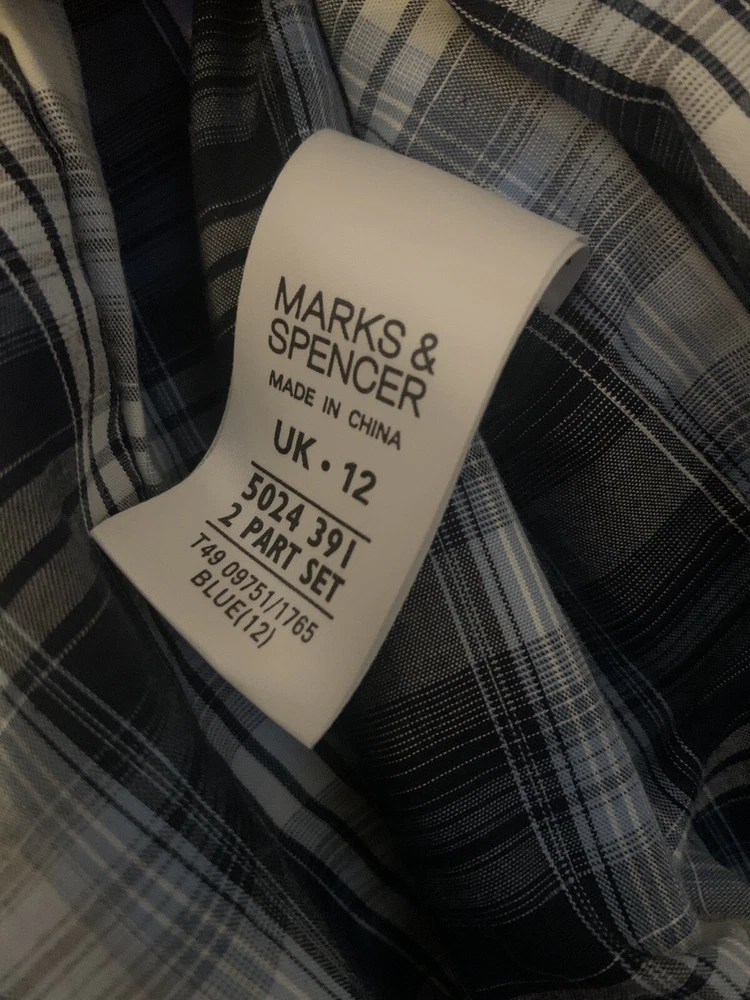 MARKS &
SPENCER
MADE IN CHINA
UK • 12
5024 391
2 PART SET
T49 09751/1765
BLUE(12)